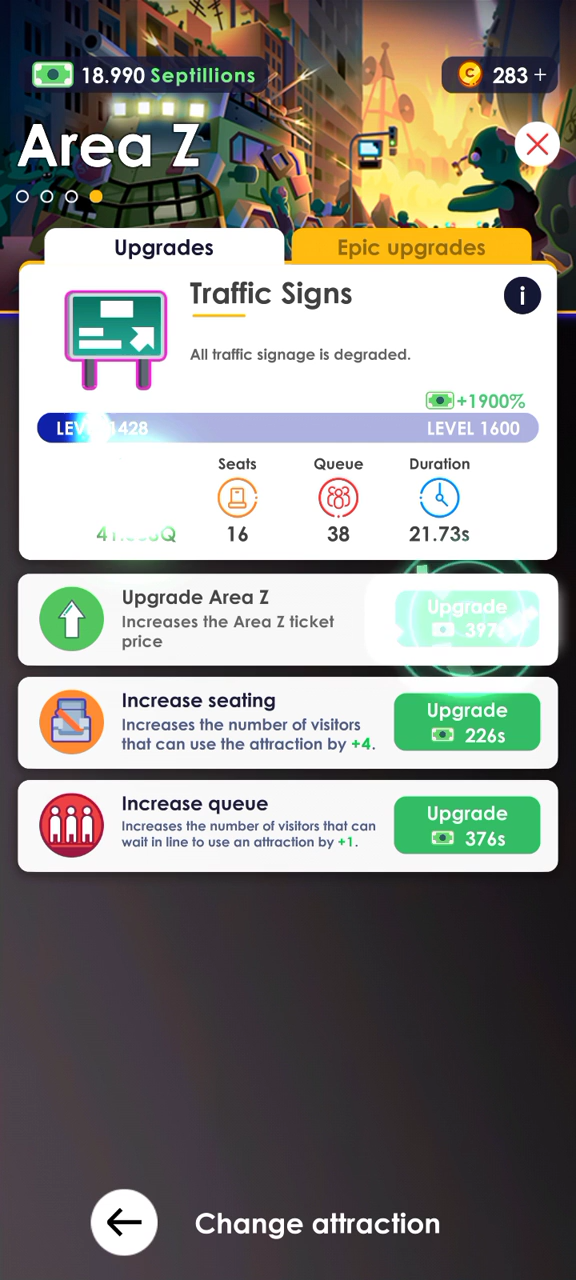 18.990 Septillions
283 +
Area Z
Upgrades
Epic upgrades
Traffic Signs
i
All traffic signage is degraded.
+1900%
1428
LEVEL 1600
Seats
Queue
Duration
16
38
21.73s
Upgrade Area Z
Increases the Area Z ticket
price
Upgrade
397
Increase seating
Increases the number of visitors
that can use the attraction by +4.
Upgrade
226s
Increase queue
Increases the number of visitors that can
wait in line to use an attraction by +1.
Upgrade
376s
Change attraction